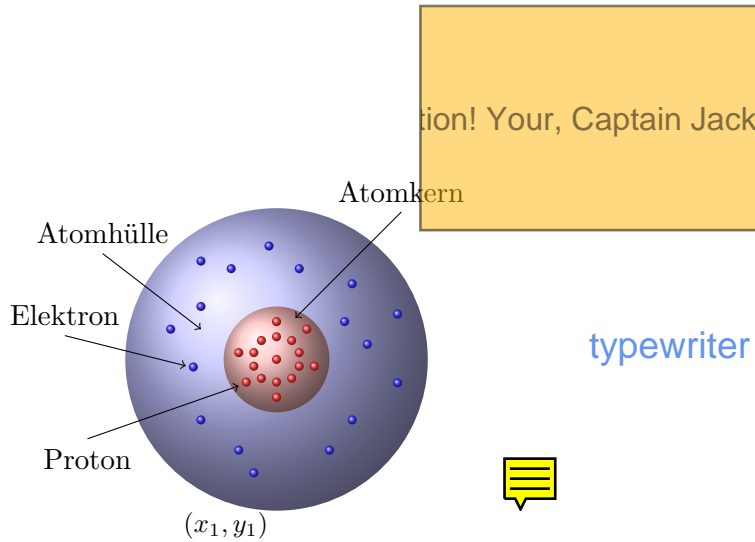 tion! Your, Captain Jack
Atomkern
Atomhülle
Elektron
typewriter
Proton
(x₁, y₁)